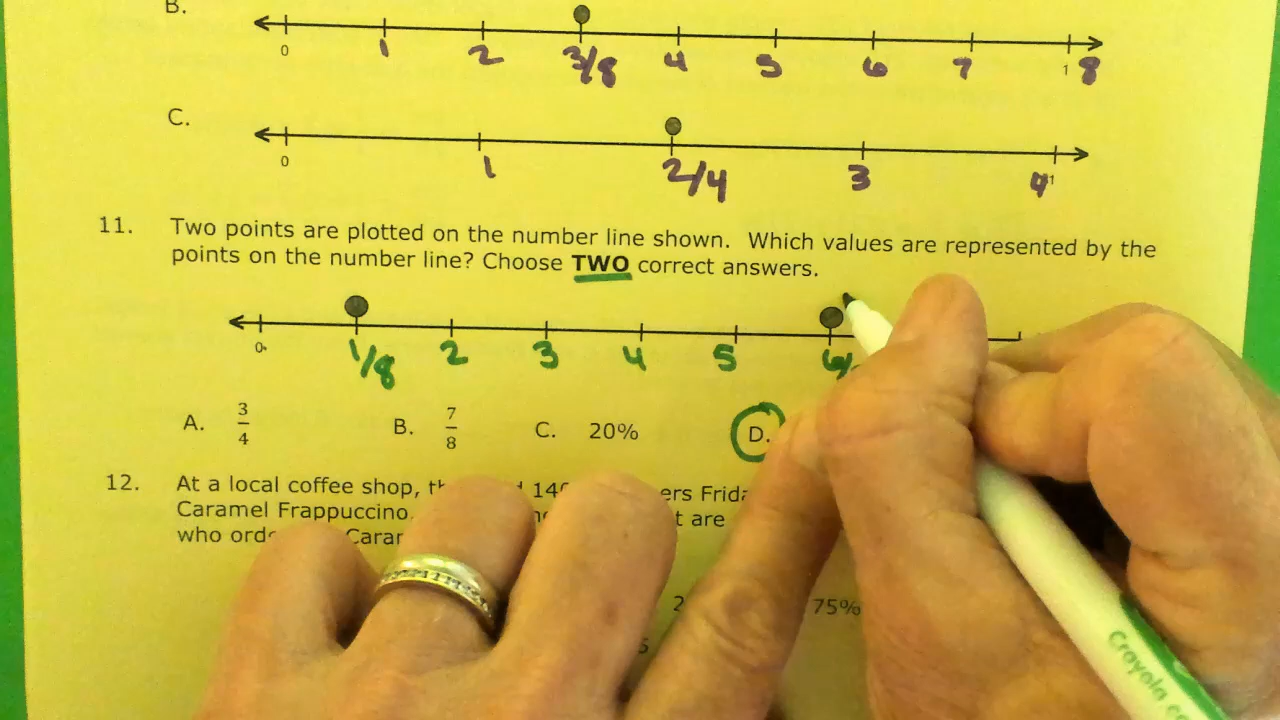 B.
0 1 2 3/8 4 5 6 7 1 8
C.
0 1 2/4 3 4 1
11. Two points are plotted on the number line shown. Which values are represented by the
points on the number line? Choose TWO correct answers.
0 1/8 2 3 4 5 6/
A. 3/4 B. 7/8 C. 20% D.
12. At a local coffee shop,
Caramel Frappuccino. are
who
75%
Crayola